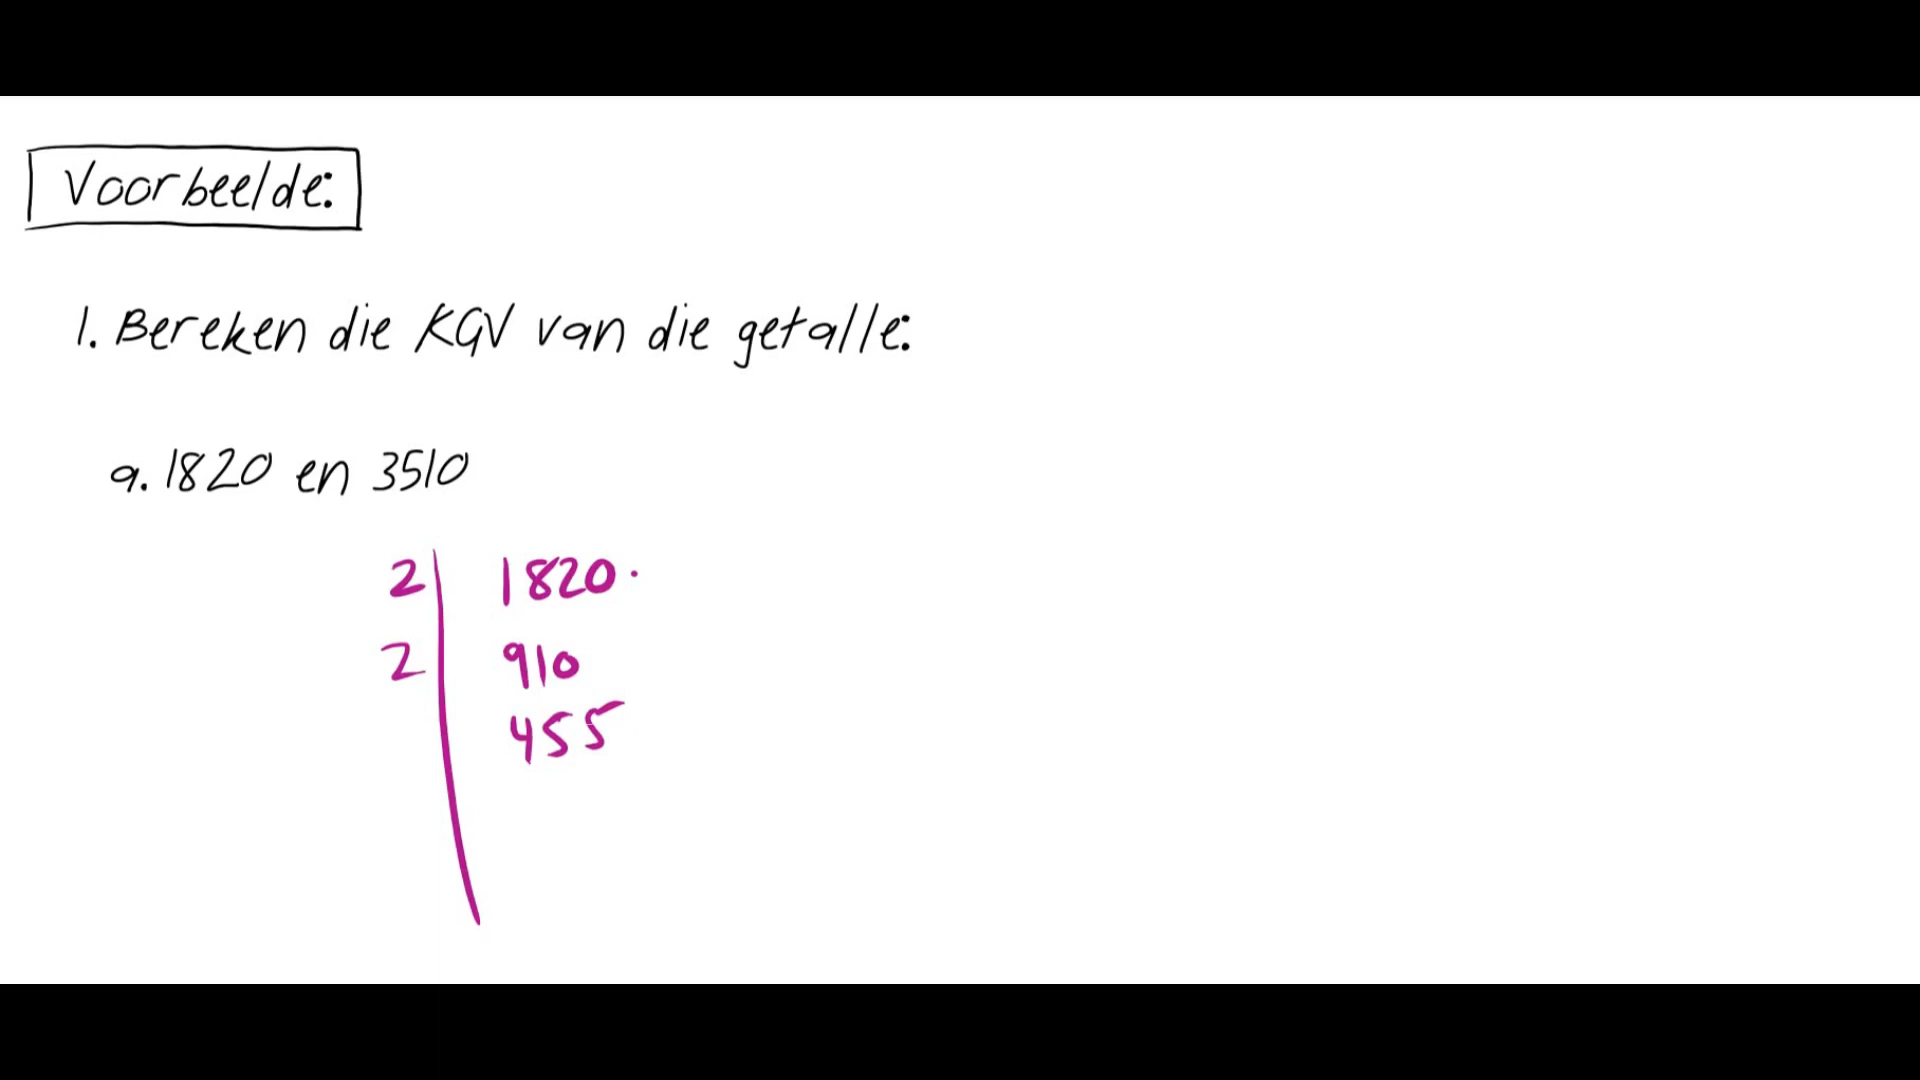 Voorbeelde:
1. Bereken die KGV van die getalle:
a. 1820 en 3510
2 | 1820 .
2 | 910
455